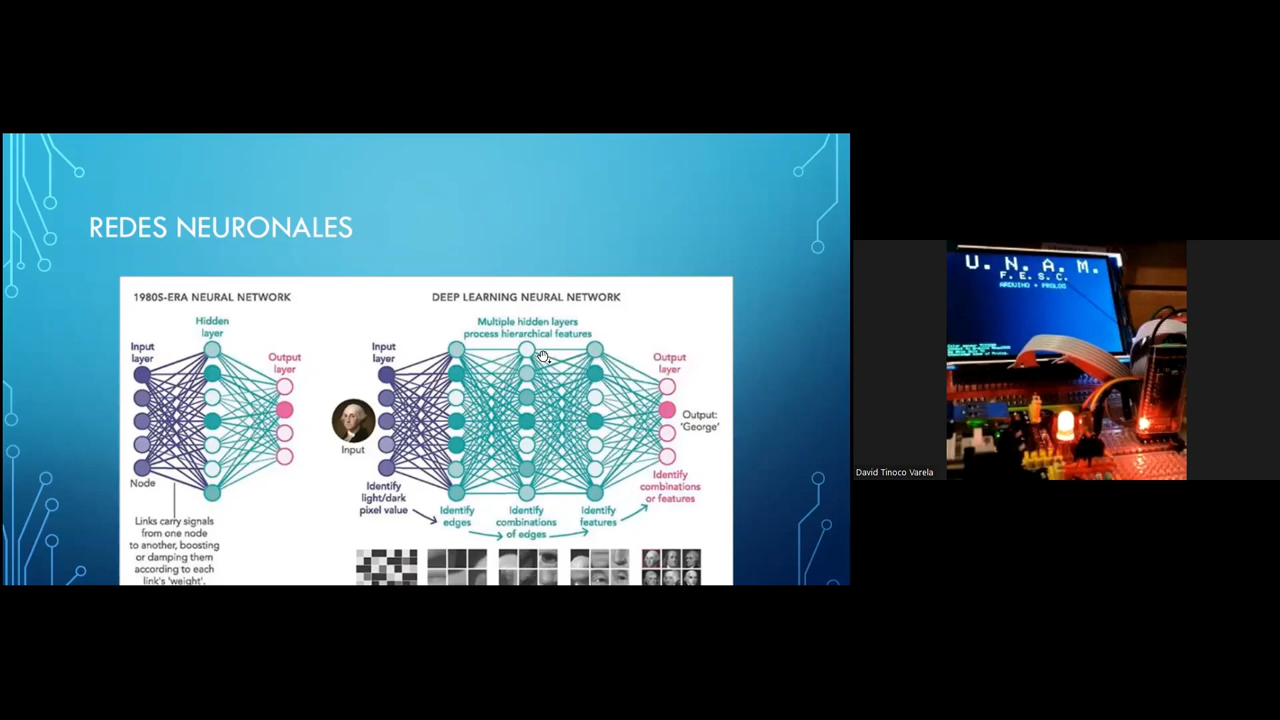 REDES NEURONALES
1980S-ERA NEURAL NETWORK
Hidden
layer
Input
layer
Output
layer
Node
Links carry signals
from one node
to another, boosting
or damping them
according to each
link's 'weight'.
DEEP LEARNING NEURAL NETWORK
Multiple hidden layers
process hierarchical features
Input
layer
Output
layer
Input
Output:
'George'
Identify
light/dark
pixel value
Identify
edges
Identify
combinations
of edges
Identify
features
Identify
combinations
or features
U. N. A. M.
F. E. S. C.
ARDUINO + PROLOG
David Tinoco Varela